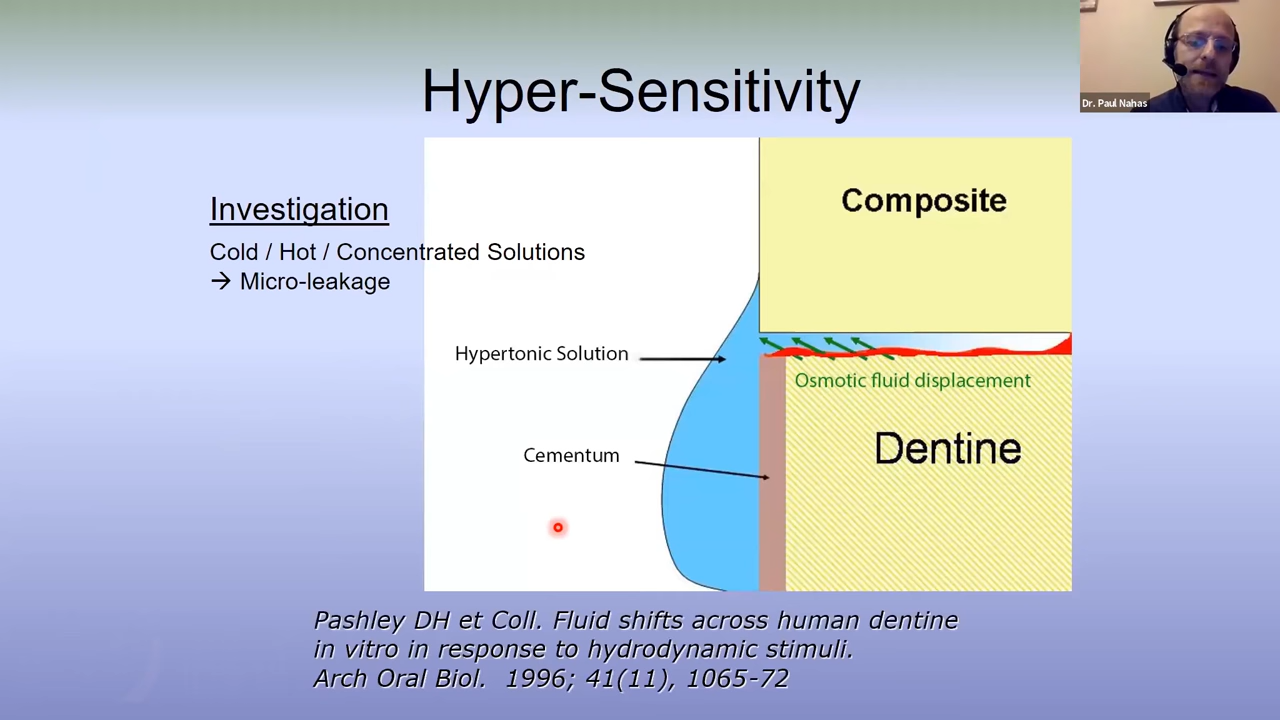 Hyper-Sensitivity
Dr. Paul Nahas
Investigation
Cold / Hot / Concentrated Solutions
→ Micro-leakage
Composite
Hypertonic Solution
Osmotic fluid displacement
Cementum
Dentine
Pashley DH et Coll. Fluid shifts across human dentine
in vitro in response to hydrodynamic stimuli.
Arch Oral Biol. 1996; 41(11), 1065-72